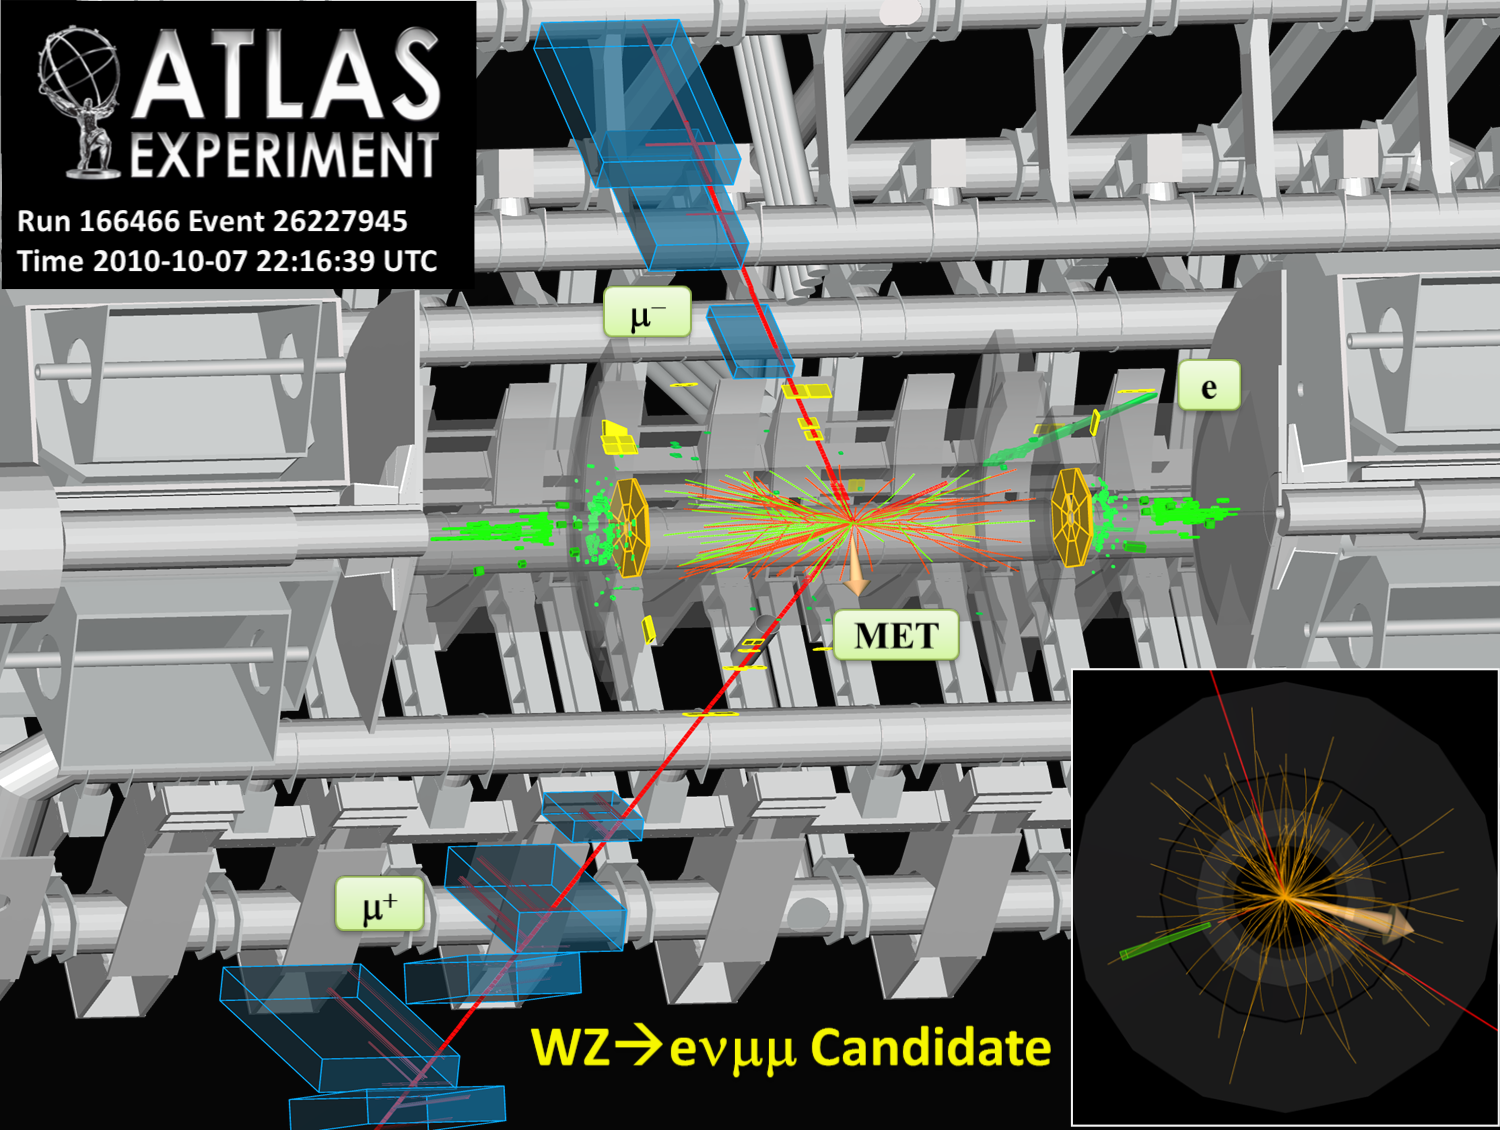 ATLAS
EXPERIMENT
Run 166466 Event 26227945
Time 2010-10-07 22:16:39 UTC
μ−
e
MET
μ+
WZ→eνμμ Candidate